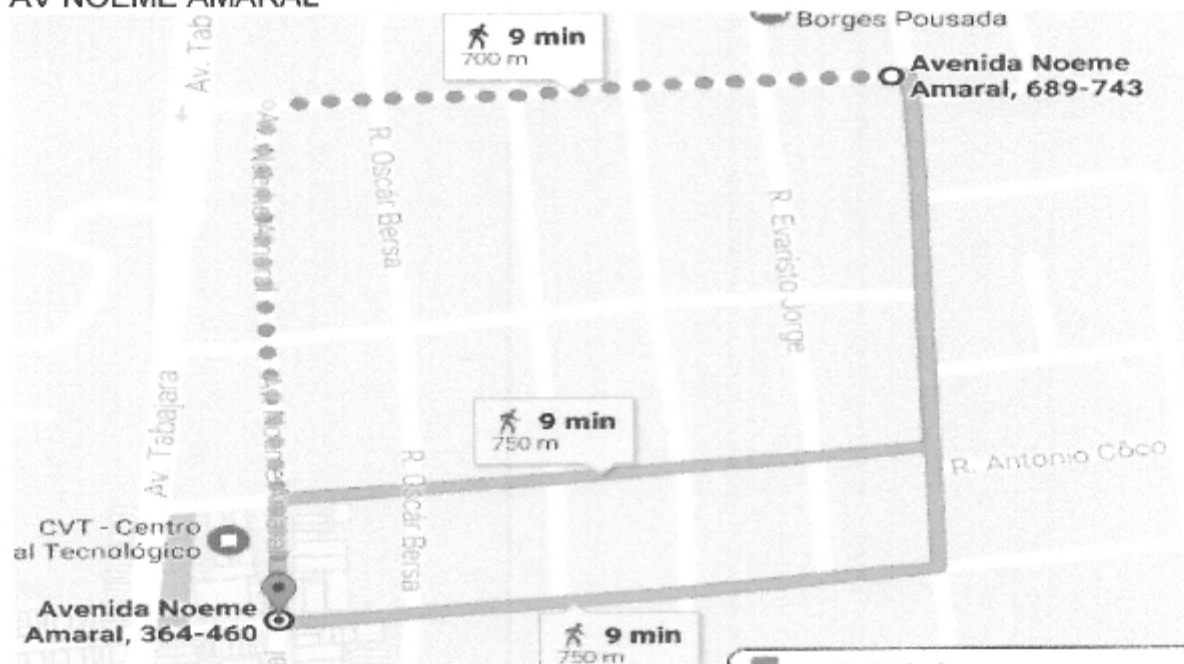 AV NOEME AMARAL
Av. Tab
9 min
700 m
Borges Pousada
Avenida Noeme
Amaral, 689-743
R. Oscár Bersa
R. Evaristo Jorge
Av Tabajara
9 min
750 m
R. Antonio Côco
R. Oscár Bersa
CVT - Centro
al Tecnológico
Avenida Noeme
Amaral, 364-460
9 min
750 m